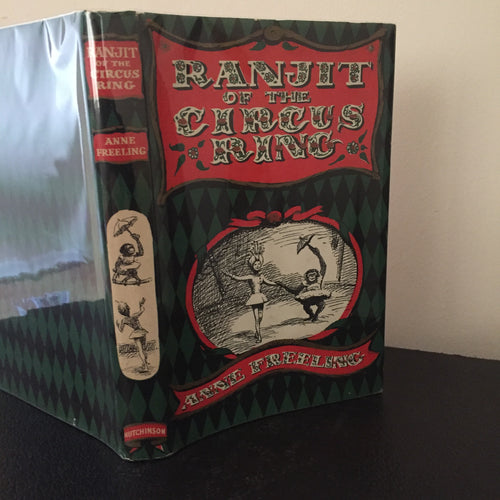 RANJIT
OF THE
CIRCUS
RING
ANNE
FREELING
HUTCHINSON
RANJIT
OF THE
CIRCUS
RING
ANNE FREELING